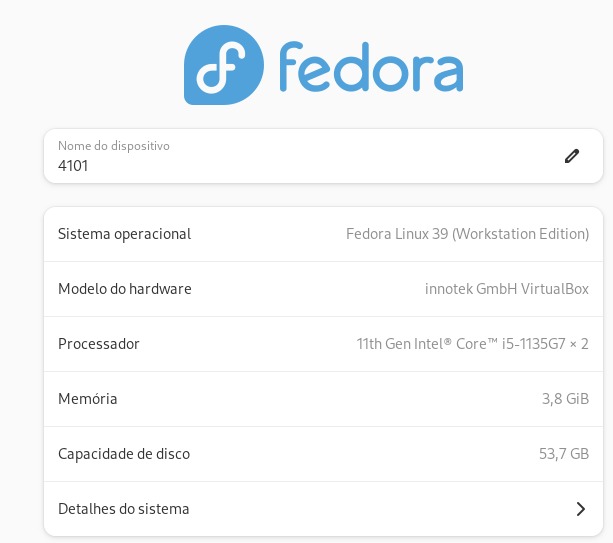 fedora
Nome do dispositivo
4101
Sistema operacional Fedora Linux 39 (Workstation Edition)
Modelo do hardware innotek GmbH VirtualBox
Processador 11th Gen Intel® Core™ i5-1135G7 × 2
Memória 3,8 GiB
Capacidade de disco 53,7 GB
Detalhes do sistema